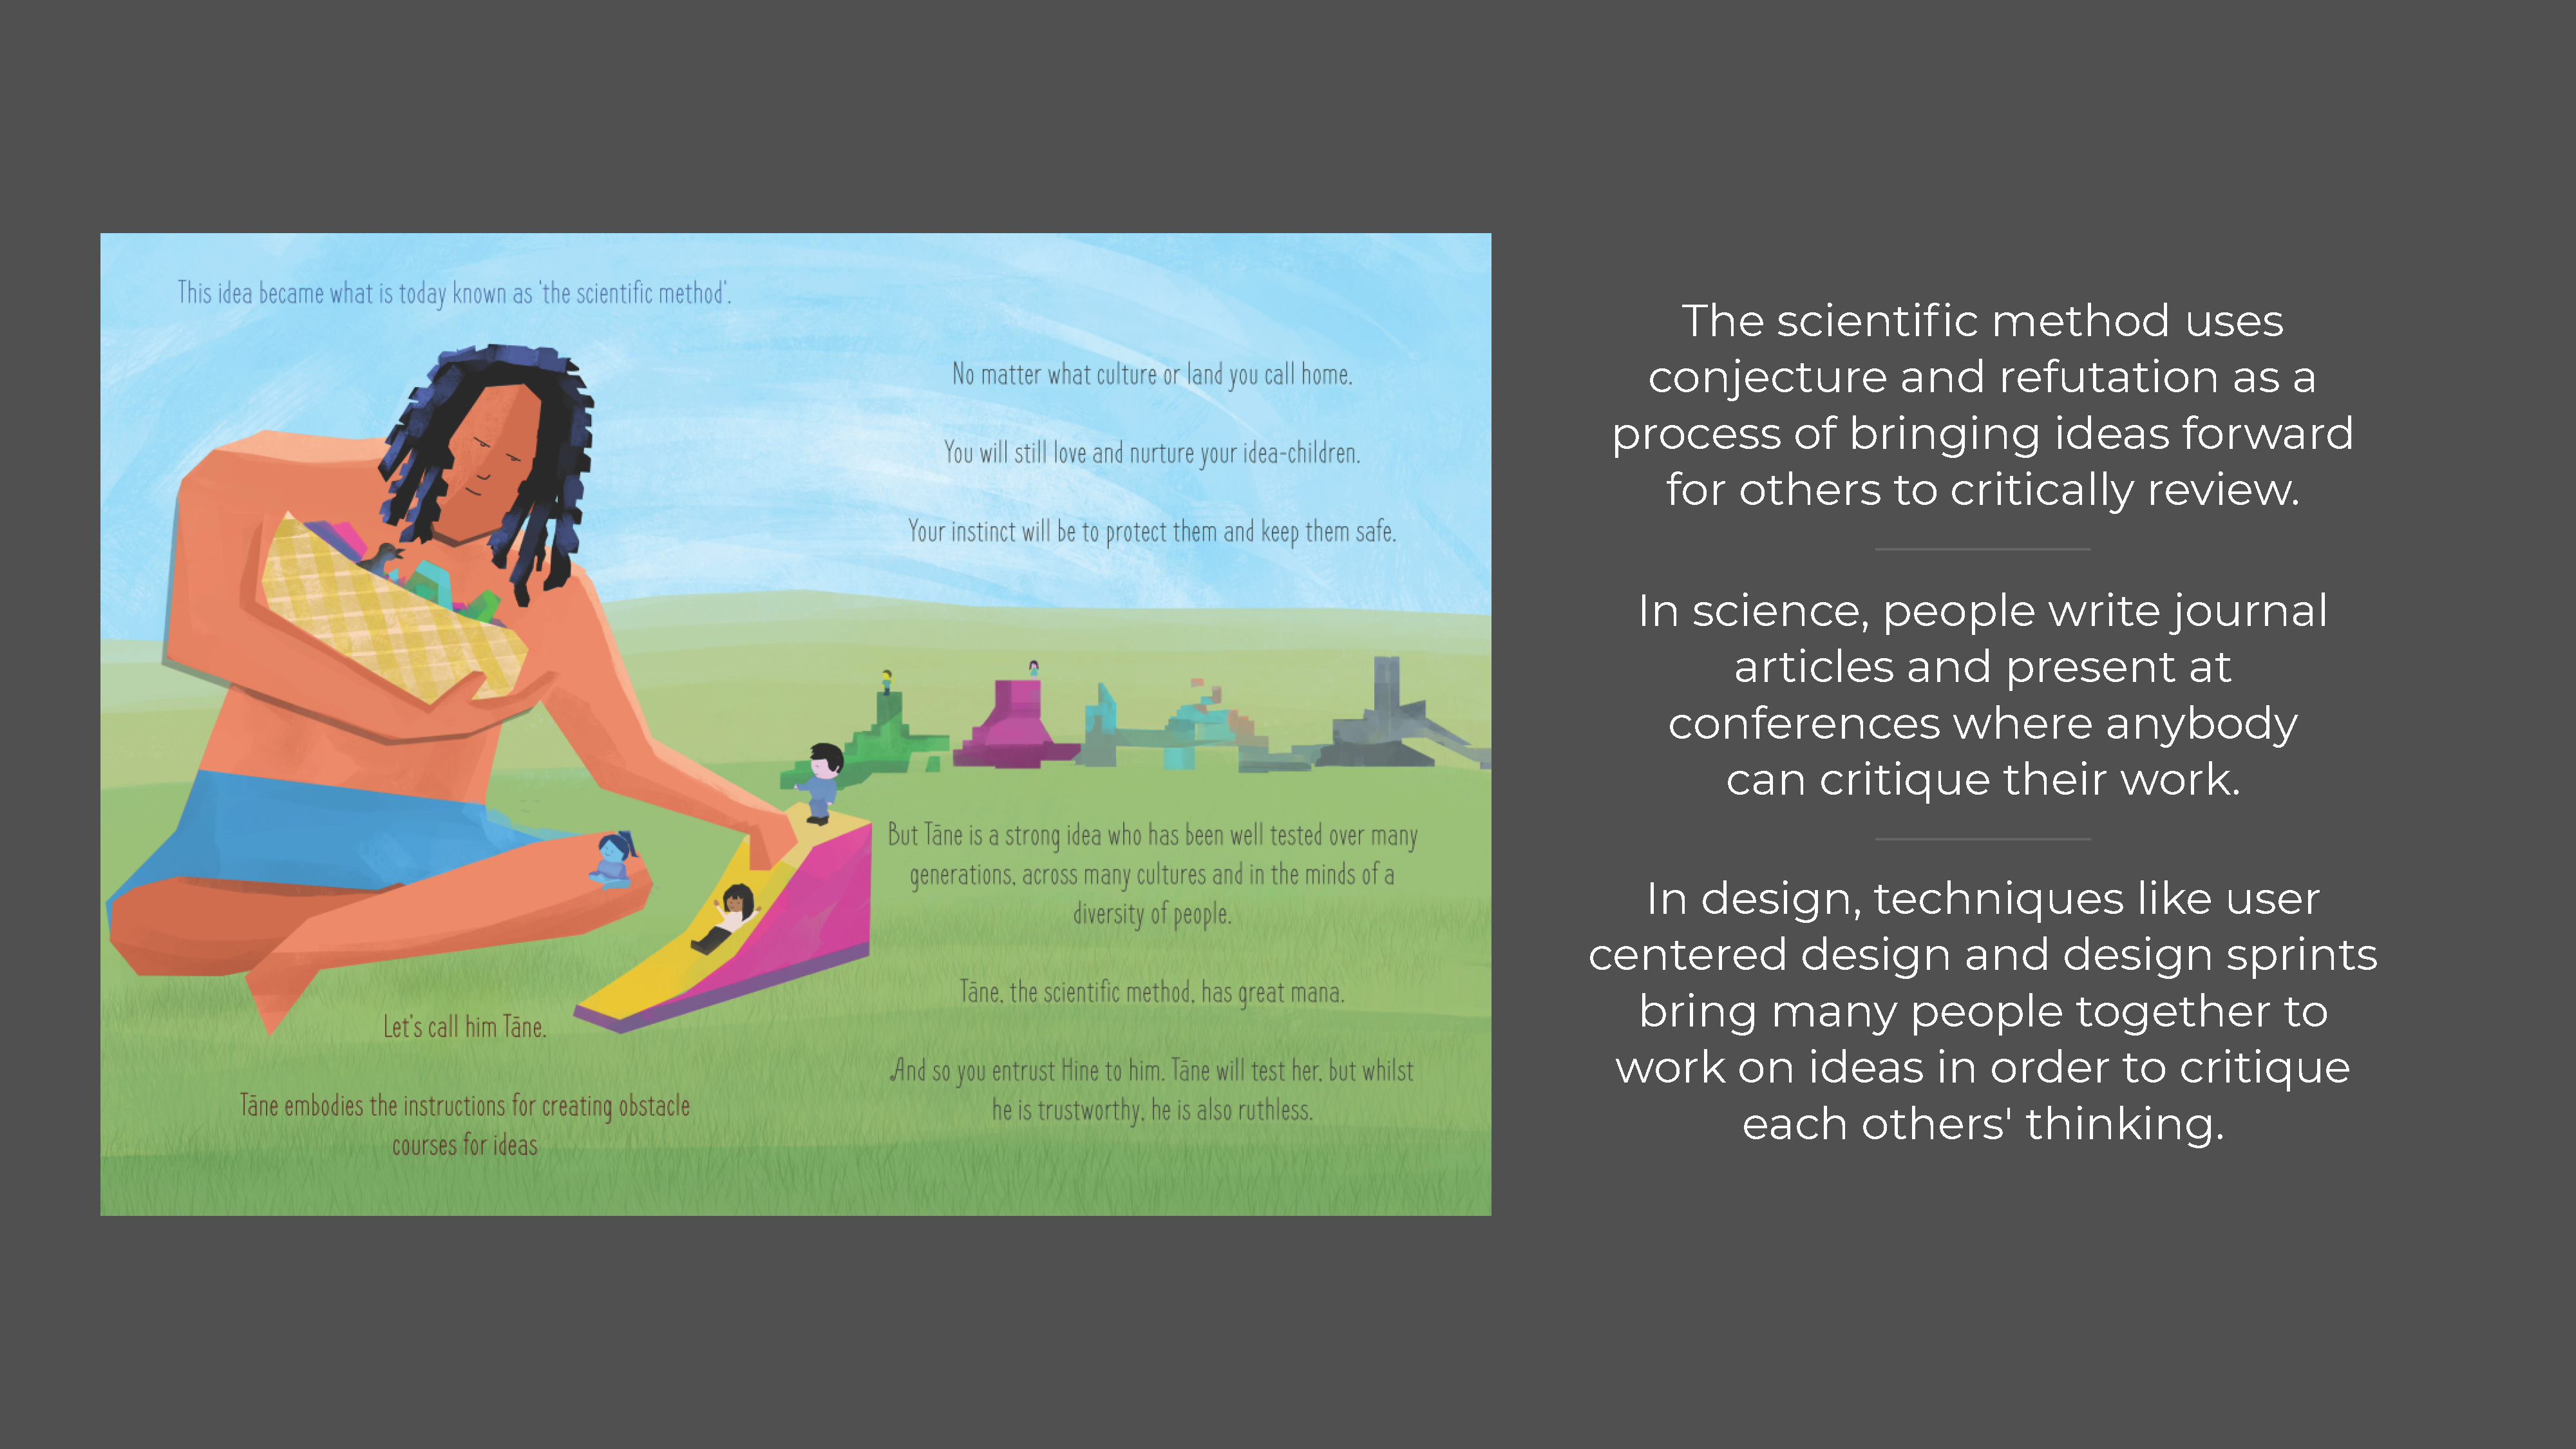 This idea became what is today known as 'the scientific method'.
Let's call him Tāne.
Tāne embodies the instructions for creating obstacle
courses for ideas
No matter what culture or land you call home.
You will still love and nurture your idea-children.
Your instinct will be to protect them and keep them safe.
But Tāne is a strong idea who has been well tested over many
generations, across many cultures and in the minds of a
diversity of people.
Tāne, the scientific method, has great mana.
And so you entrust Hine to him. Tāne will test her, but whilst
he is trustworthy, he is also ruthless.
The scientific method uses
conjecture and refutation as a
process of bringing ideas forward
for others to critically review.
In science, people write journal
articles and present at
conferences where anybody
can critique their work.
In design, techniques like user
centered design and design sprints
bring many people together to
work on ideas in order to critique
each others' thinking.